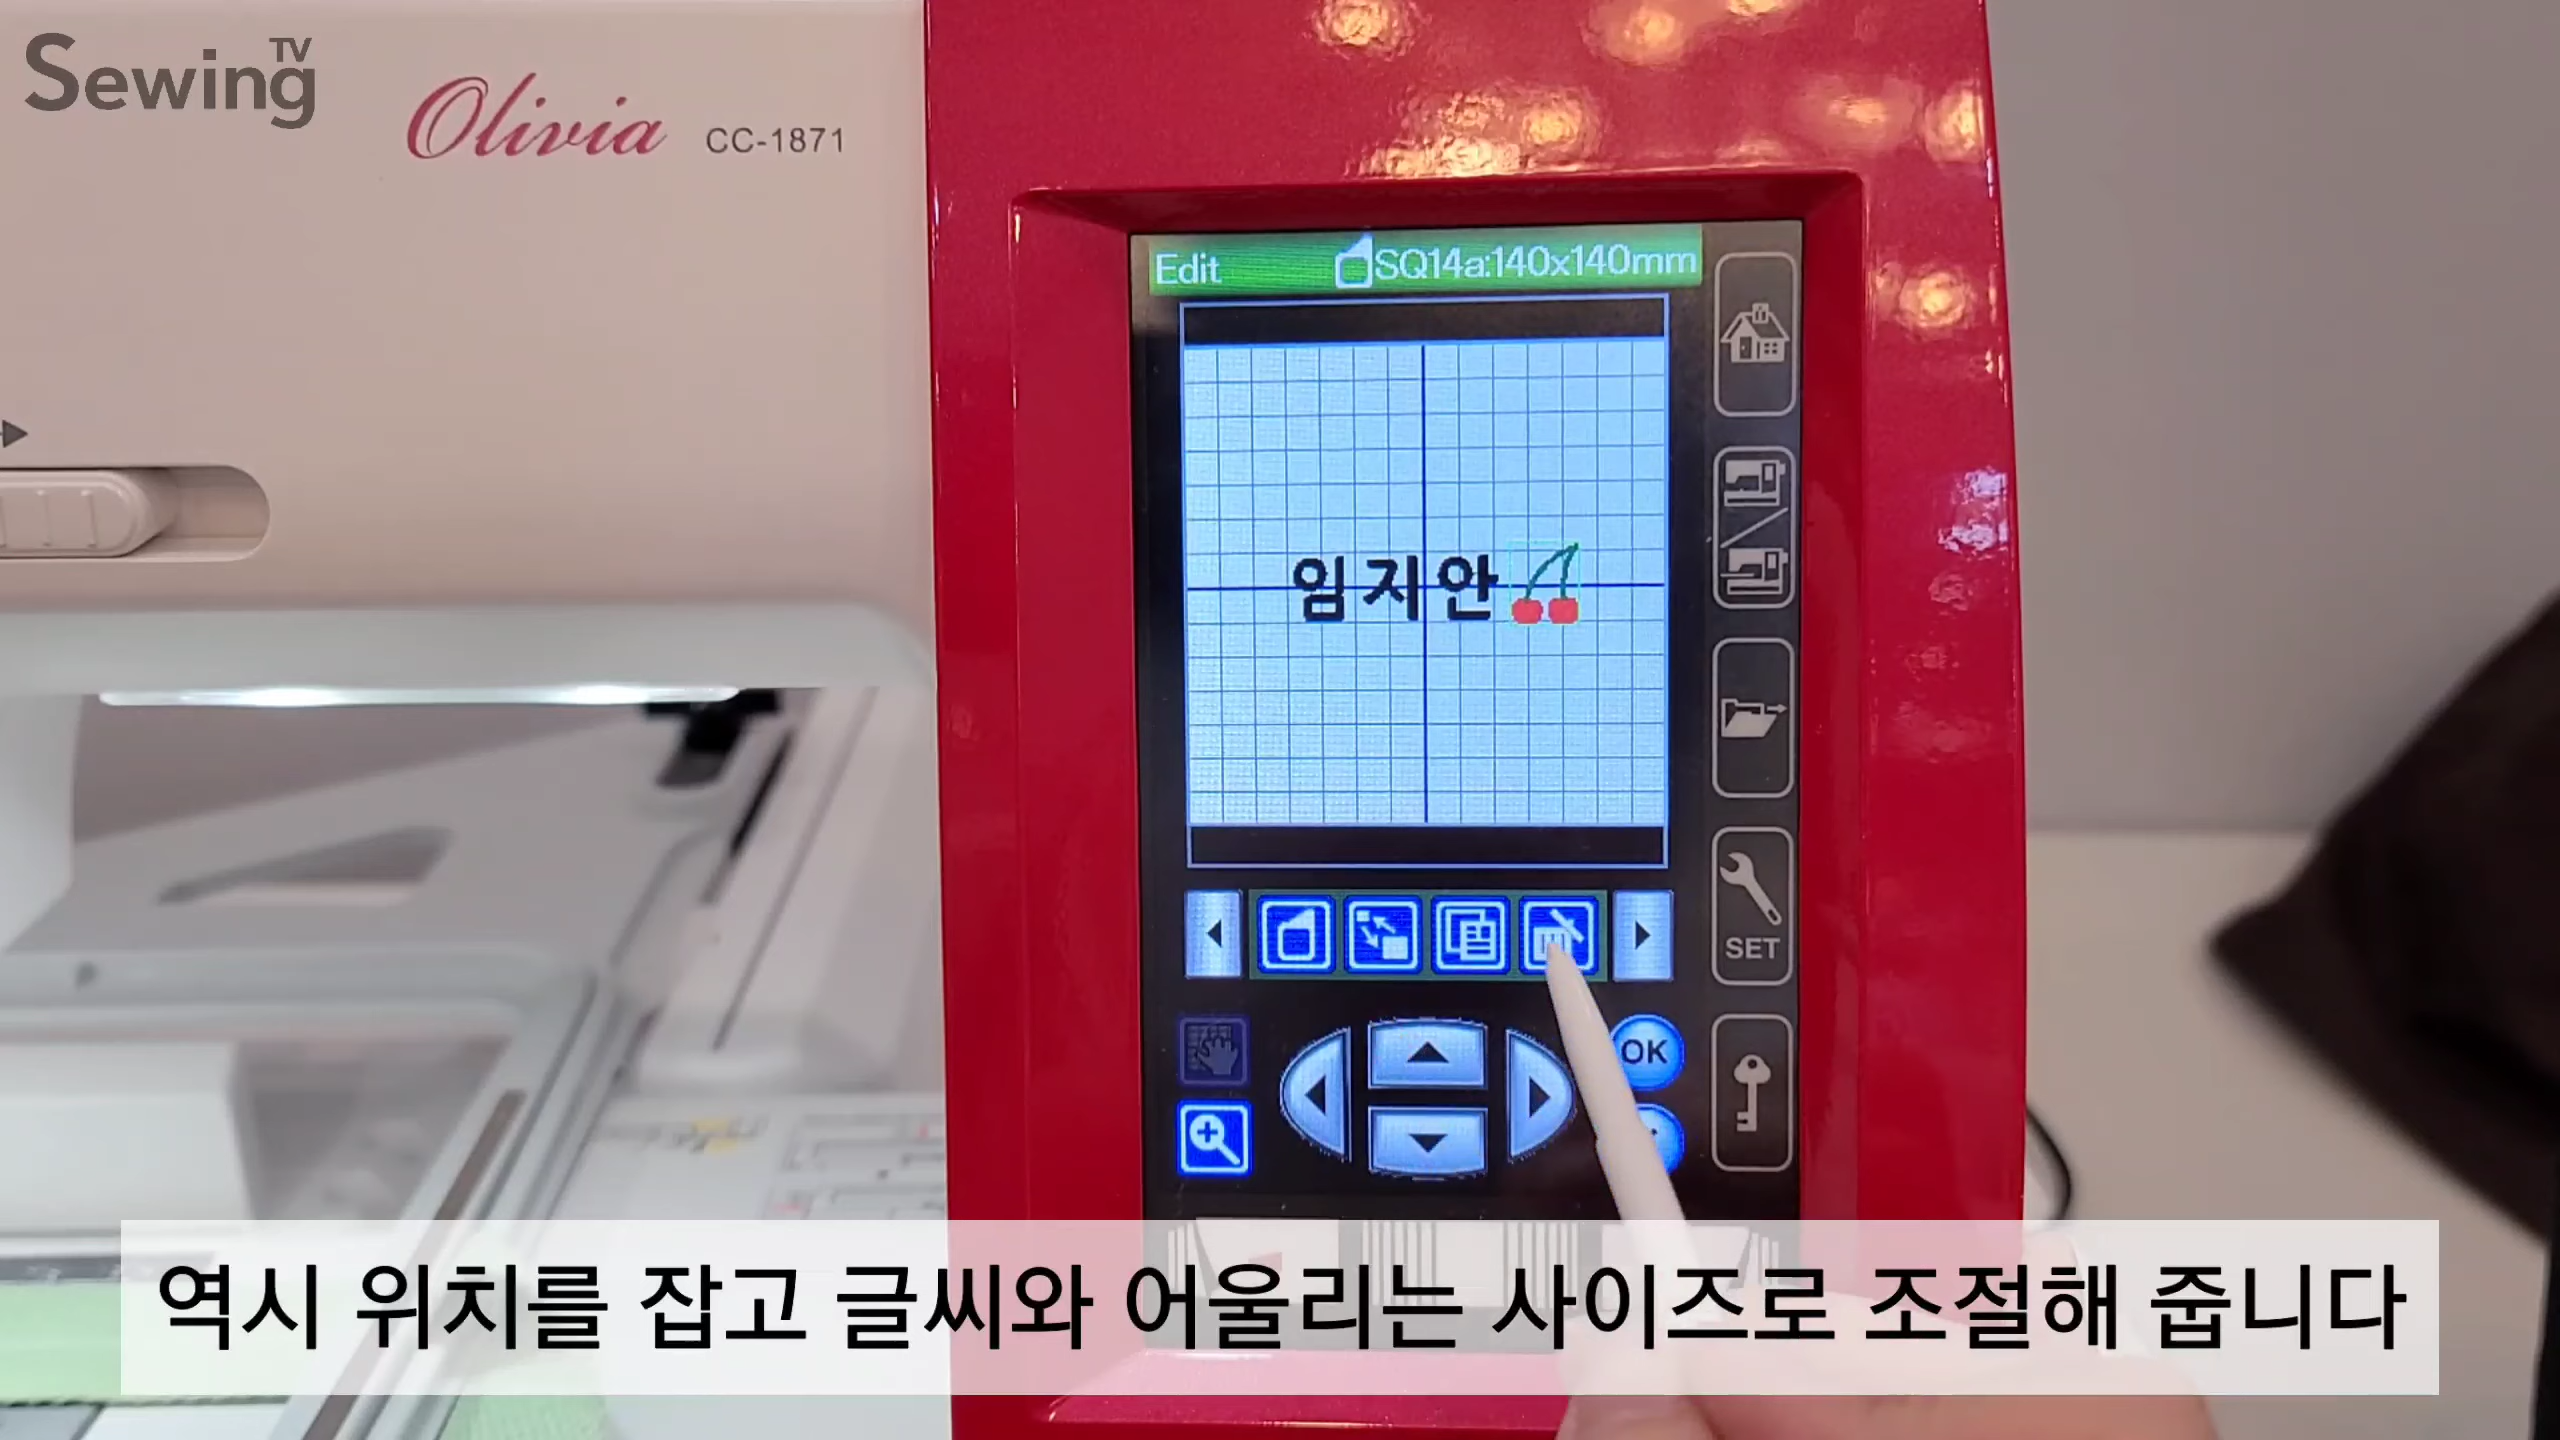 Sewing TV
Olivia CC-1871
Edit SQ14a:140x140mm
임지안
SET
OK
역시 위치를 잡고 글씨와 어울리는 사이즈로 조절해 줍니다